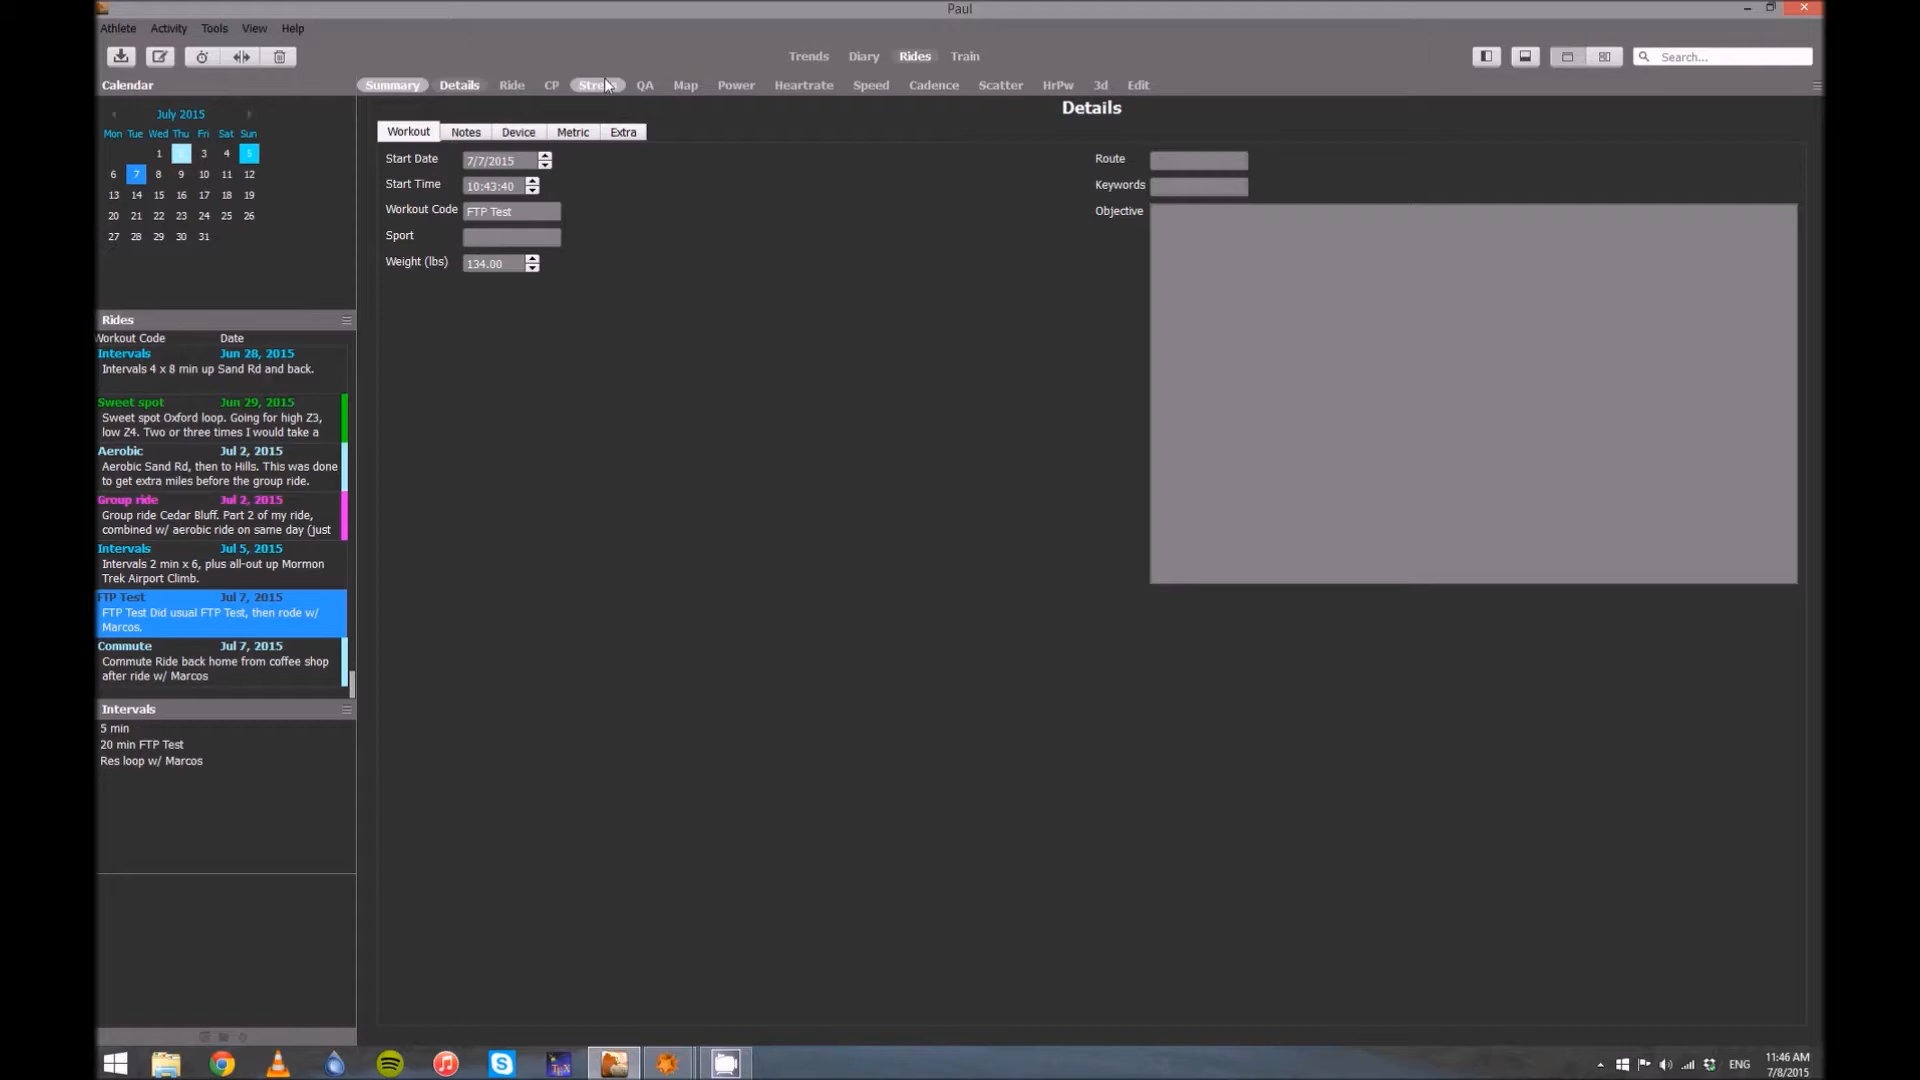 Paul
Athlete Activity Tools View Help
Trends Diary Rides Train
Search...
Calendar
Summary Details Ride CP QA Map Power Heartrate Speed Cadence Scatter HrPw 3d Edit
Details
July 2015
Mon Tue Wed Thu Fri Sat Sun
1 2 3 4 5
6 7 8 9 10 11 12
13 14 15 16 17 18 19
20 21 22 23 24 25 26
27 28 29 30 31
Workout Notes Device Metric Extra
Start Date 7/7/2015
Start Time 10:43:40
Workout Code FTP Test
Sport
Weight (lbs) 134.00
Route
Keywords
Objective
Rides
Workout Code Date
Intervals Jun 28, 2015
Intervals 4 x 8 min up Sand Rd and back.
Sweet spot Jun 29, 2015
Sweet spot Oxford loop. Going for high Z3,
low Z4. Two or three times I would take a
Aerobic Jul 2, 2015
Aerobic Sand Rd, then to Hills. This was done
to get extra miles before the group ride.
Group ride Jul 2, 2015
Group ride Cedar Bluff. Part 2 of my ride,
combined w/ aerobic ride on same day (just
Intervals Jul 5, 2015
Intervals 2 min x 6, plus all-out up Mormon
Trek Airport Climb.
FTP Test Jul 7, 2015
FTP Test Did usual FTP Test, then rode w/
Marcos.
Commute Jul 7, 2015
Commute Ride back home from coffee shop
after ride w/ Marcos
Intervals
5 min
20 min FTP Test
Res loop w/ Marcos
ENG
11:46 AM
7/8/2015